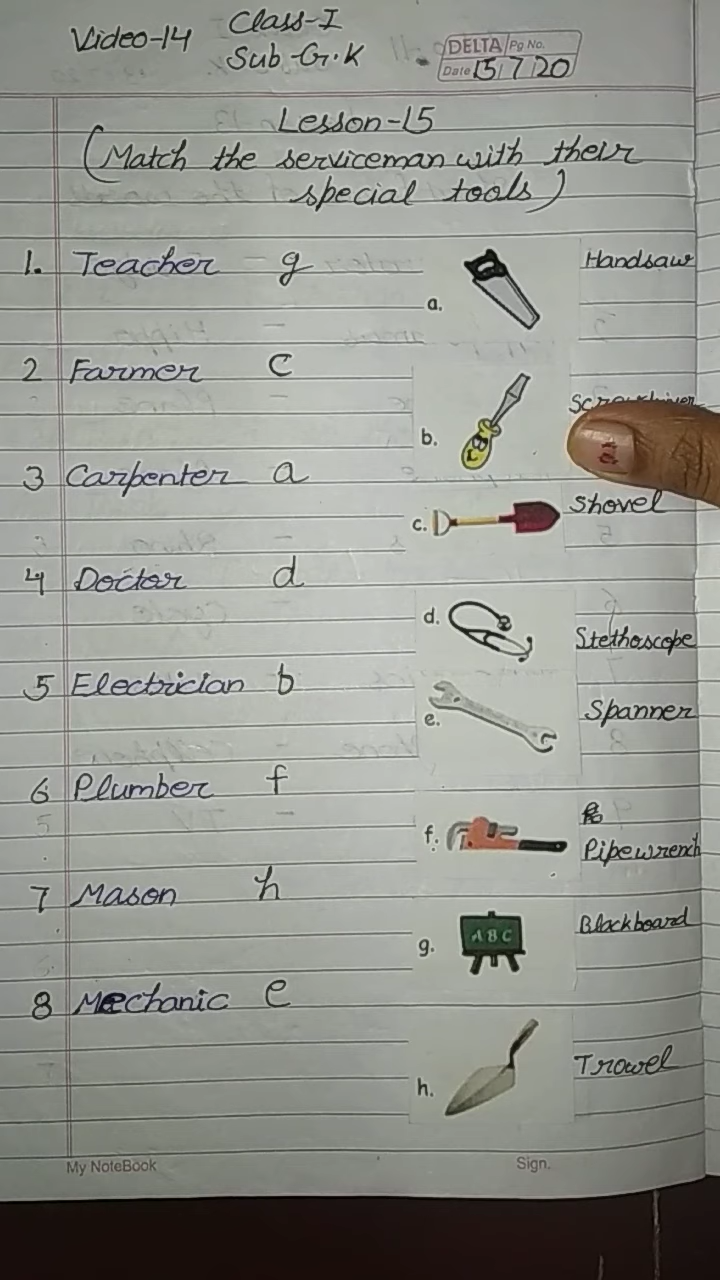 Video-14 Class-I
Sub-G.K
DELTA Pg No.
Date 15/7/20
Lesson-15
(Match the serviceman with their
special tools)
1. Teacher g
a. Handsaw
2 Farmer c
b. Screwdriver
3 Carpenter a
c. Shovel
4 Doctor d
d. Stethoscope
5 Electrician b
e. Spanner
6 Plumber f
f. Pipewrench
7 Mason h
g. ABC Blackboard
8 Mechanic e
h. Trowel
My NoteBook Sign.